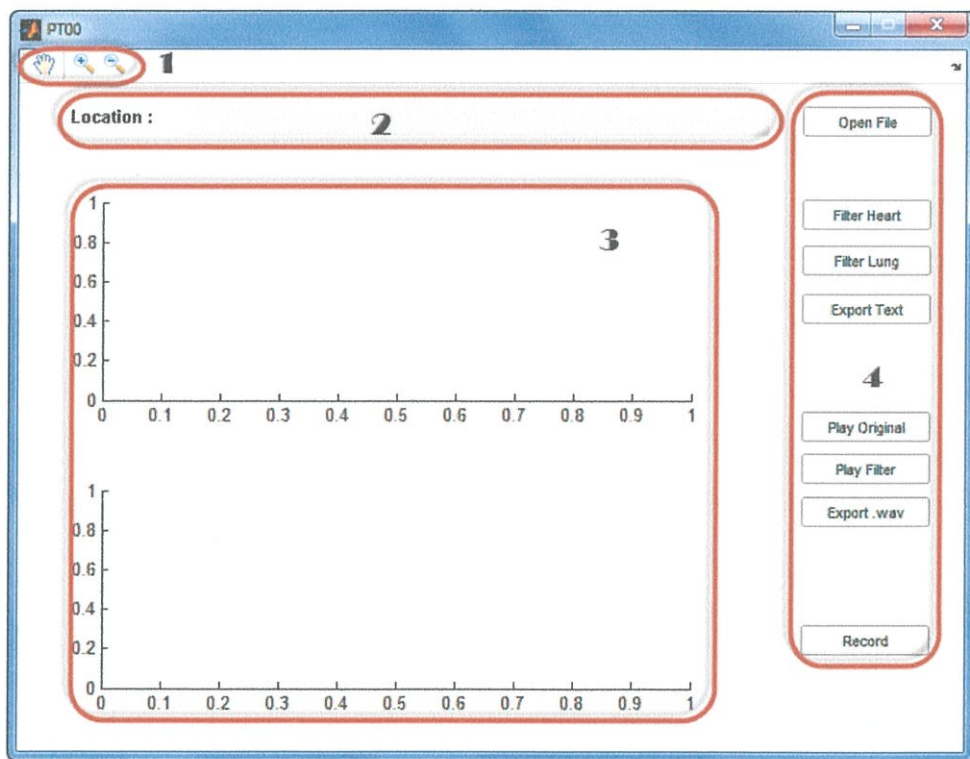 PT00
1
Location :
2
Open File
Filter Heart
Filter Lung
Export Text
4
Play Original
Play Filter
Export .wav
Record
3
1
0.8
0.6
0.4
0.2
0
0 0.1 0.2 0.3 0.4 0.5 0.6 0.7 0.8 0.9 1
1
0.8
0.6
0.4
0.2
0
0 0.1 0.2 0.3 0.4 0.5 0.6 0.7 0.8 0.9 1